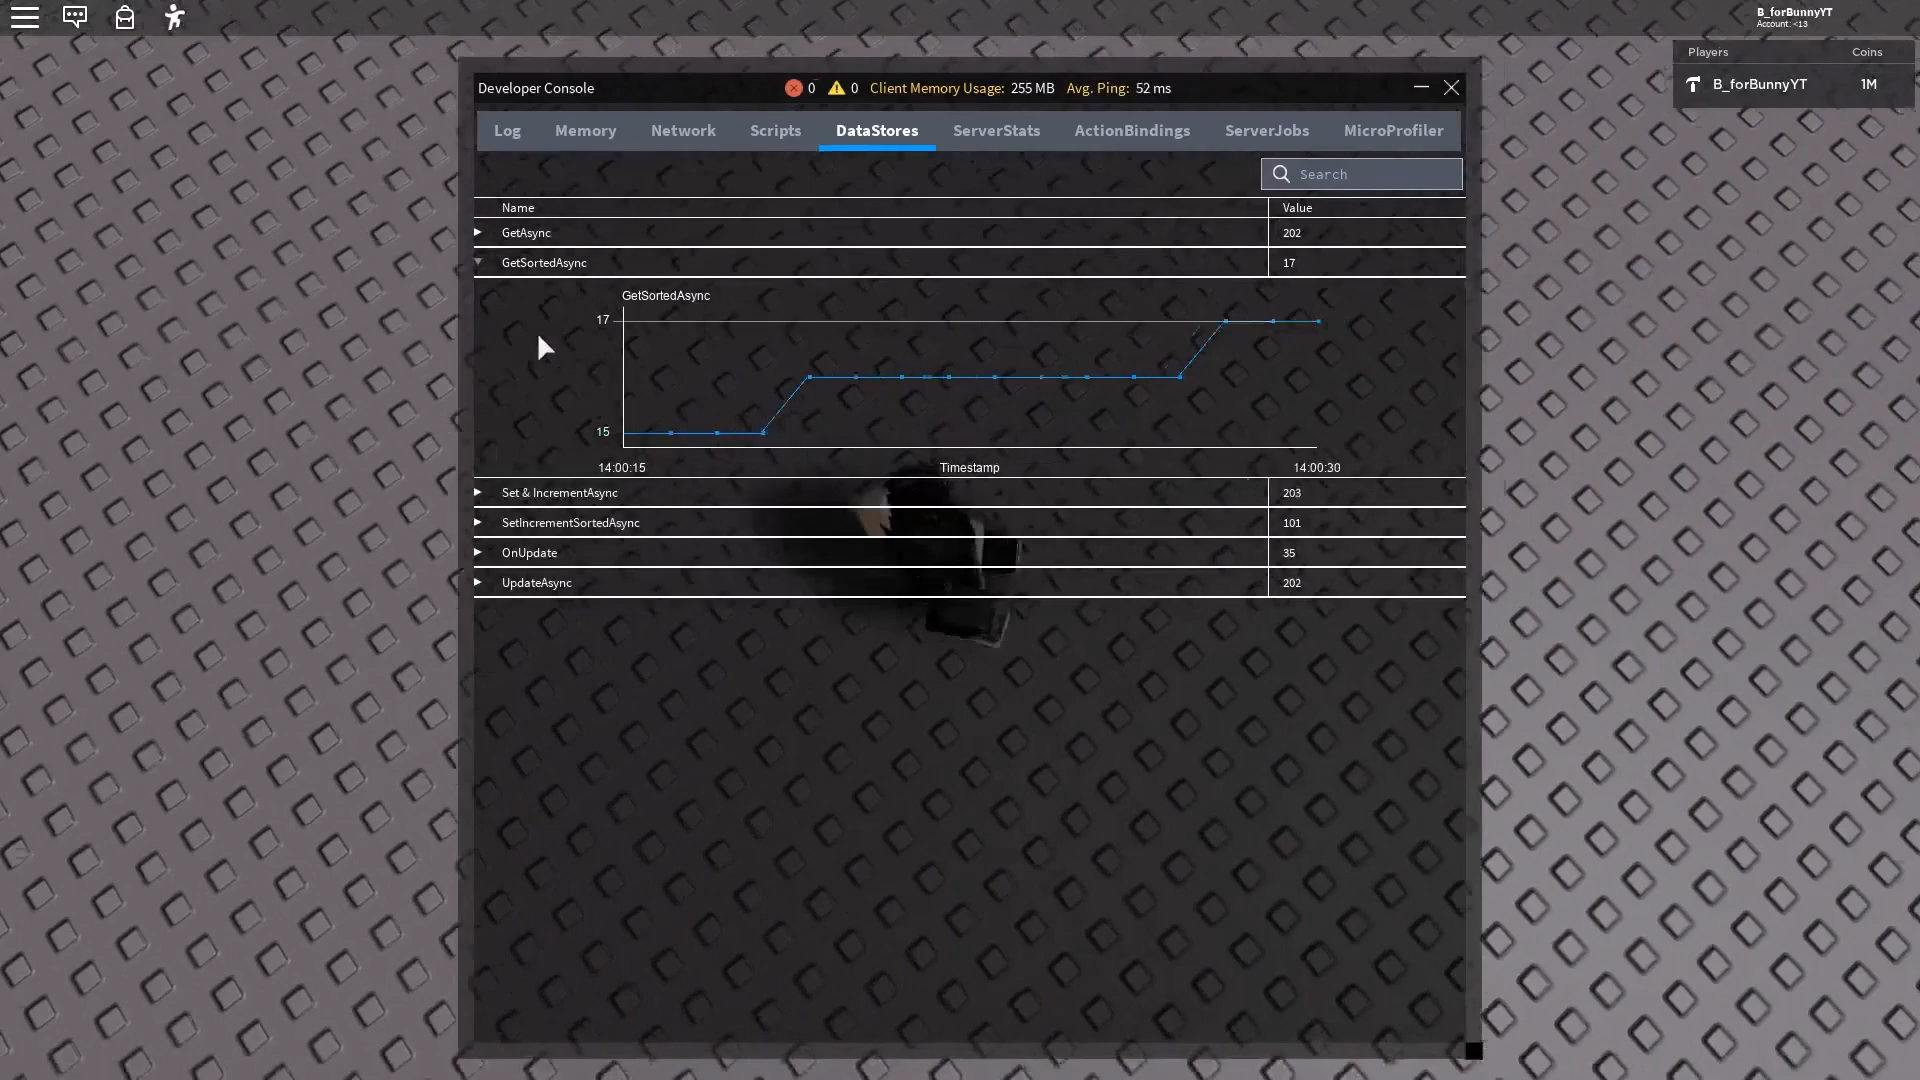 B_forBunnyYT
Account: <13
Players Coins
B_forBunnyYT 1M
Developer Console 0 0 Client Memory Usage: 255 MB Avg. Ping: 52 ms
Log Memory Network Scripts DataStores ServerStats ActionBindings ServerJobs MicroProfiler
Search
Name Value
GetAsync 202
GetSortedAsync 17
GetSortedAsync
17
15
14:00:15 Timestamp 14:00:30
Set & IncrementAsync 203
SetIncrementSortedAsync 101
OnUpdate 35
UpdateAsync 202